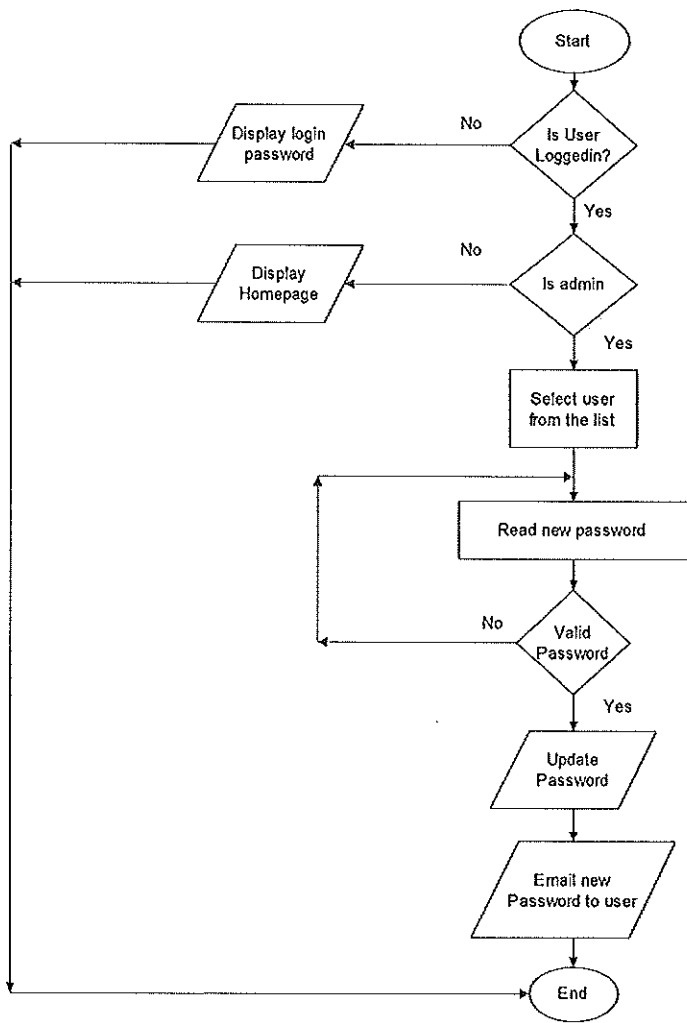 Start
No
Is User
Loggedin?
Display login
password
Yes
No
Is admin
Display
Homepage
Yes
Select user
from the list
Read new password
No
Valid
Password
Yes
Update
Password
Email new
Password to user
End